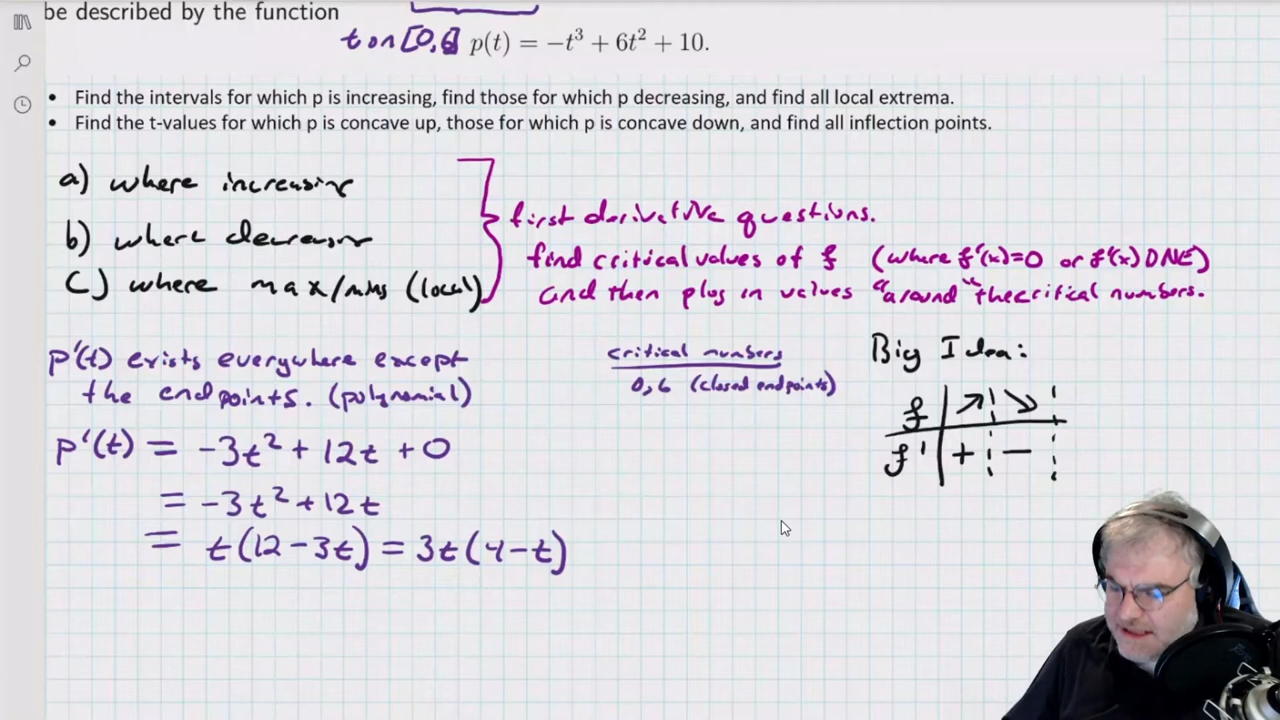 be described by the function
t on [0,6] p(t) = −t³ + 6t² + 10.
• Find the intervals for which p is increasing, find those for which p decreasing, and find all local extrema.
• Find the t-values for which p is concave up, those for which p is concave down, and find all inflection points.
a) where increasing
b) where decreasing
c) where max/mins (local)
first derivative questions.
find critical values of f (where f'(x)=0 or f'(x) DNE)
and then plug in values "around" the critical numbers.
p'(t) exists everywhere except
the endpoints. (polynomial)
p'(t) = -3t² + 12t + 0
= -3t² + 12t
= t(12-3t) = 3t(4-t)
critical numbers
0, 6 (closed endpoints)
Big Idea:
f ↗ ↘
f' + −